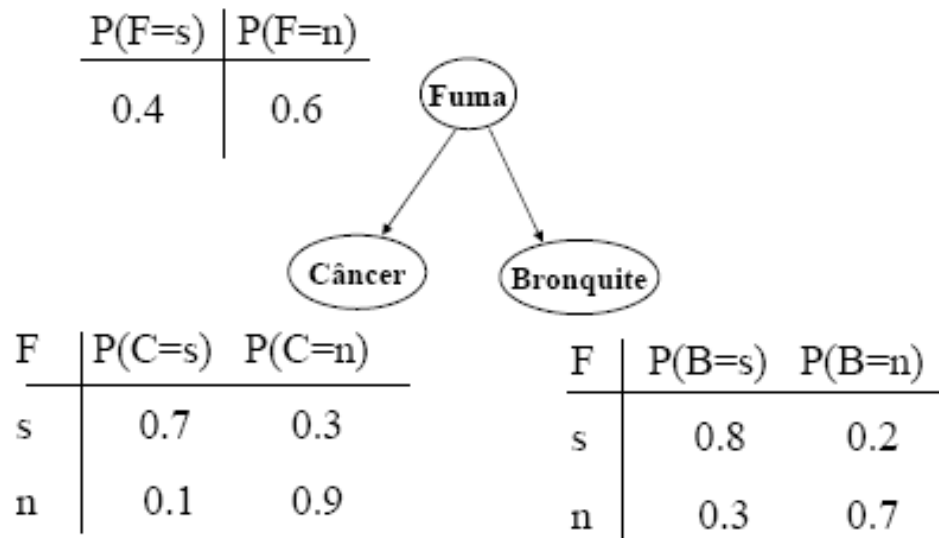 P(F=s) P(F=n)
0.4 0.6
Fuma
Câncer
Bronquite
F P(C=s) P(C=n)
s 0.7 0.3
n 0.1 0.9
F P(B=s) P(B=n)
s 0.8 0.2
n 0.3 0.7